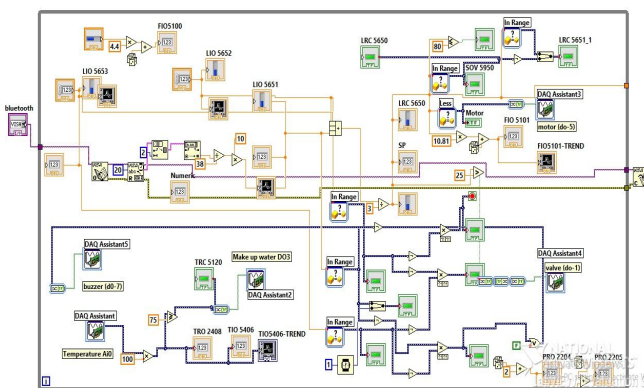 FIO5100
4.4
LIO 5652
LIO 5653
LIO 5651
bluetooth
2
20
38
10
Numeric
80
In Range
LRC 5650
LRC 5651_1
In Range
SOV 5950
DAQ Assistant3
Less
Motor
motor (do-5)
LRC 5650
10.81
FIO 5101
FIO5101-TREND
SP
25
3
In Range
DAQ Assistant5
buzzer (d0-7)
TRC 5120
Make up water DO3
DAQ Assistant2
In Range
DAQ Assistant4
valve (do-1)
75
DAQ Assistant
Temperature Ai0
100
TRO 2408
TIO 5406
TIO5406-TREND
In Range
1
2
PRO 2204
PRO 2205
NATIONAL